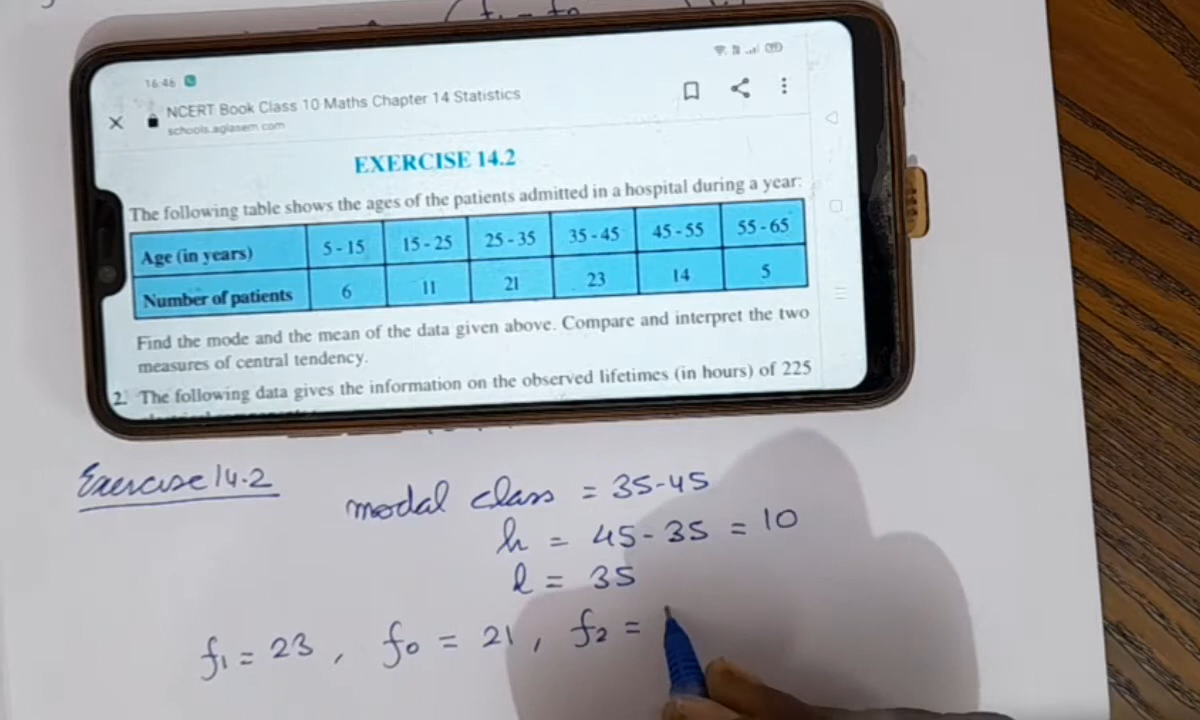 16:46
NCERT Book Class 10 Maths Chapter 14 Statistics
schools.aglasem.com
EXERCISE 14.2
The following table shows the ages of the patients admitted in a hospital during a year:
Age (in years) 5 - 15 15 - 25 25 - 35 35 - 45 45 - 55 55 - 65
Number of patients 6 11 21 23 14 5
Find the mode and the mean of the data given above. Compare and interpret the two
measures of central tendency.
2. The following data gives the information on the observed lifetimes (in hours) of 225
Exercise 14.2
modal class = 35-45
h = 45-35 = 10
l = 35
f1 = 23 , f0 = 21 , f2 =